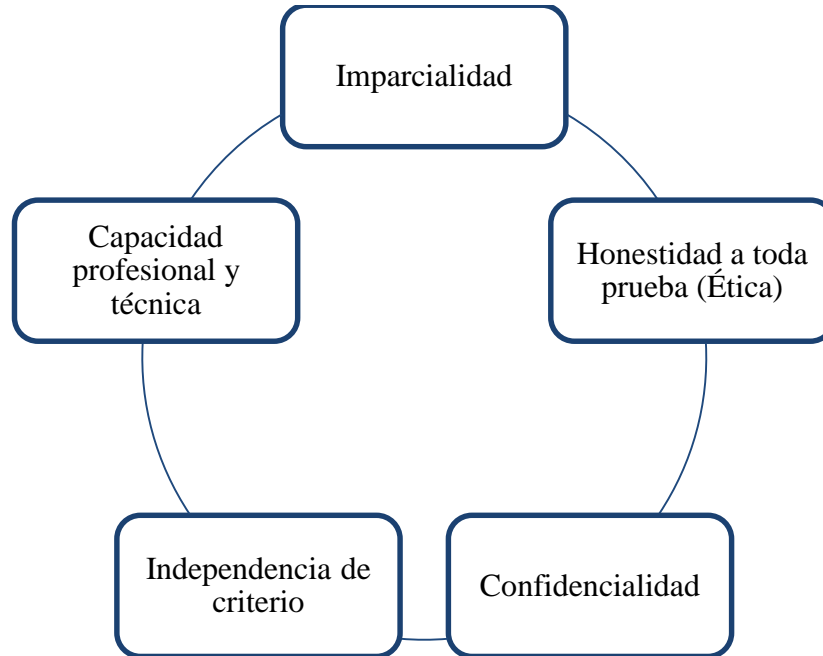 Imparcialidad
Honestidad a toda
prueba (Ética)
Confidencialidad
Independencia de
criterio
Capacidad
profesional y
técnica